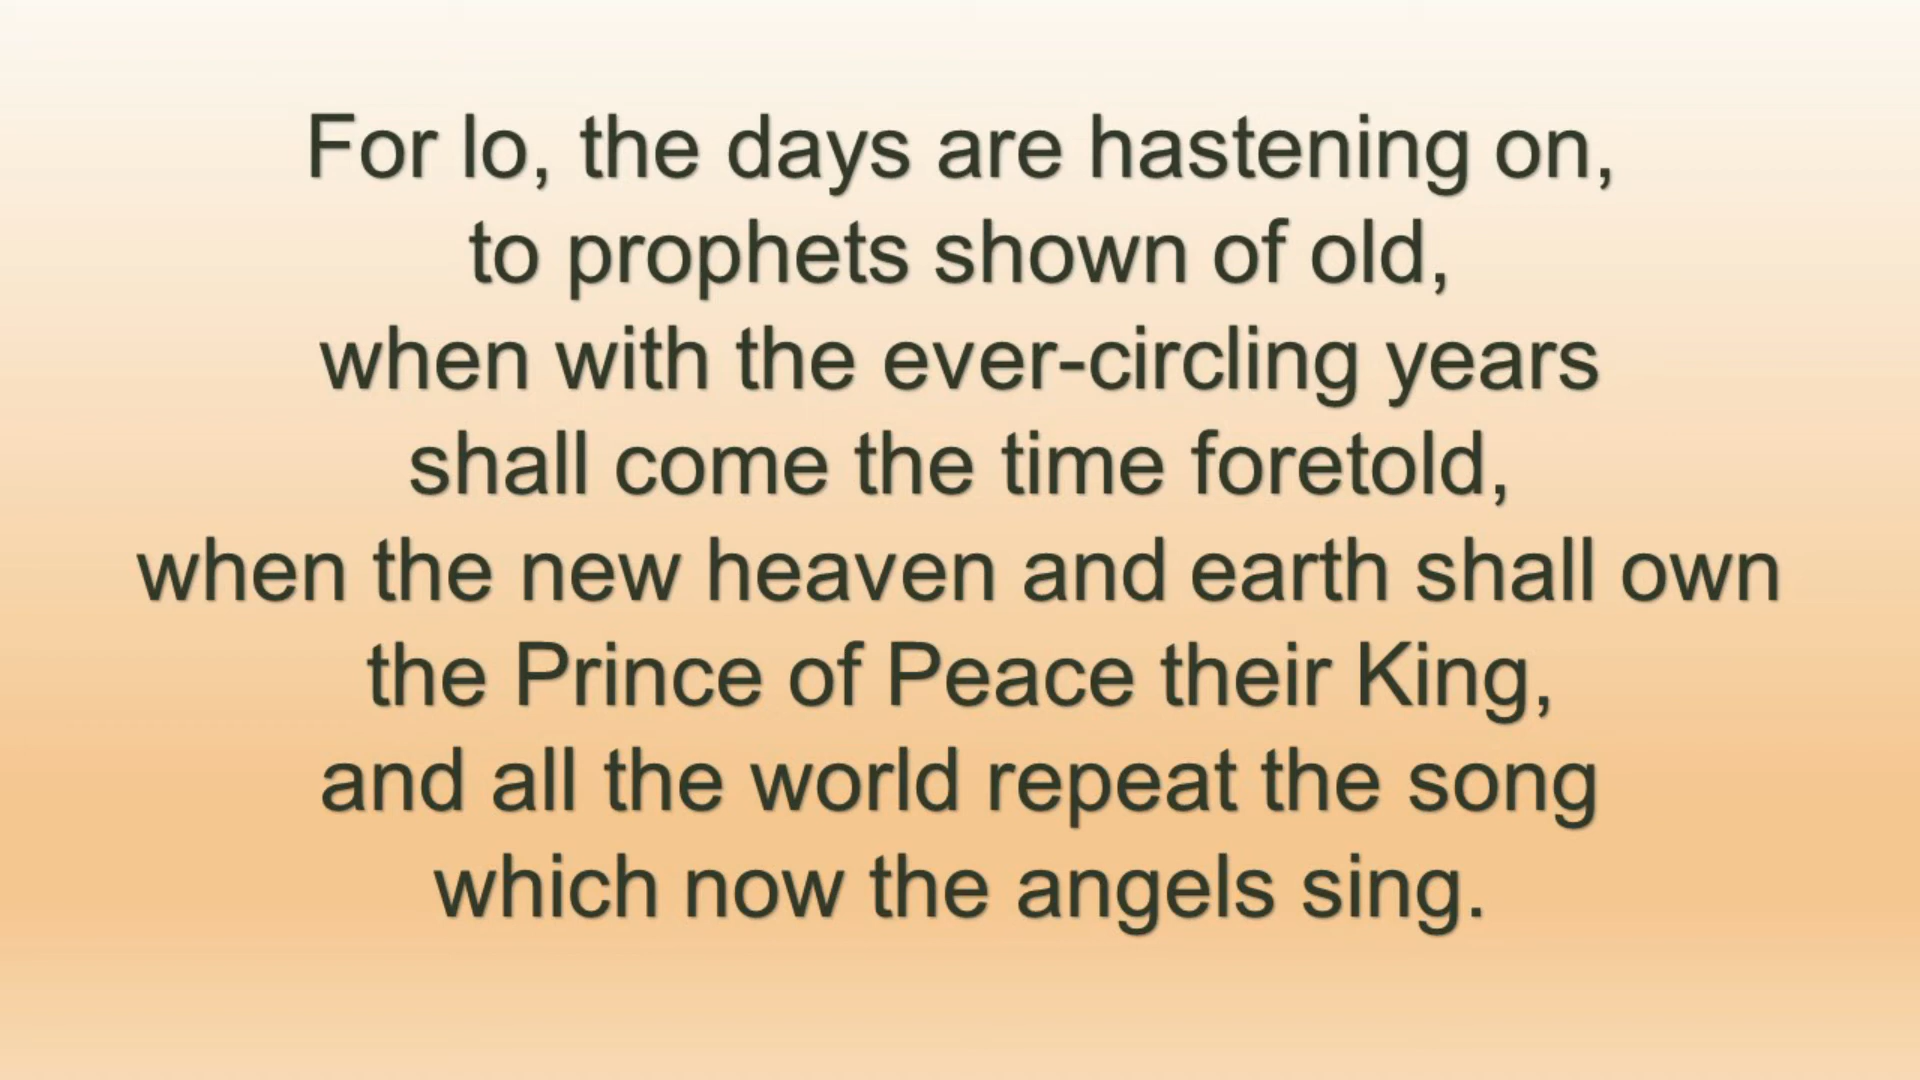 For lo, the days are hastening on,
to prophets shown of old,
when with the ever-circling years
shall come the time foretold,
when the new heaven and earth shall own
the Prince of Peace their King,
and all the world repeat the song
which now the angels sing.